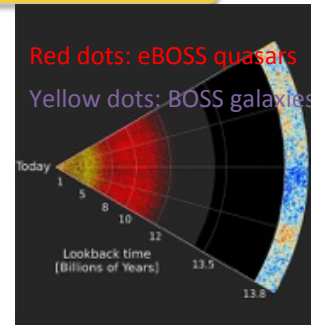 Red dots: eBOSS quasars
Yellow dots: BOSS galaxies
Today
1
5
8
10
12
13.5
13.8
Lookback time
[Billions of Years]